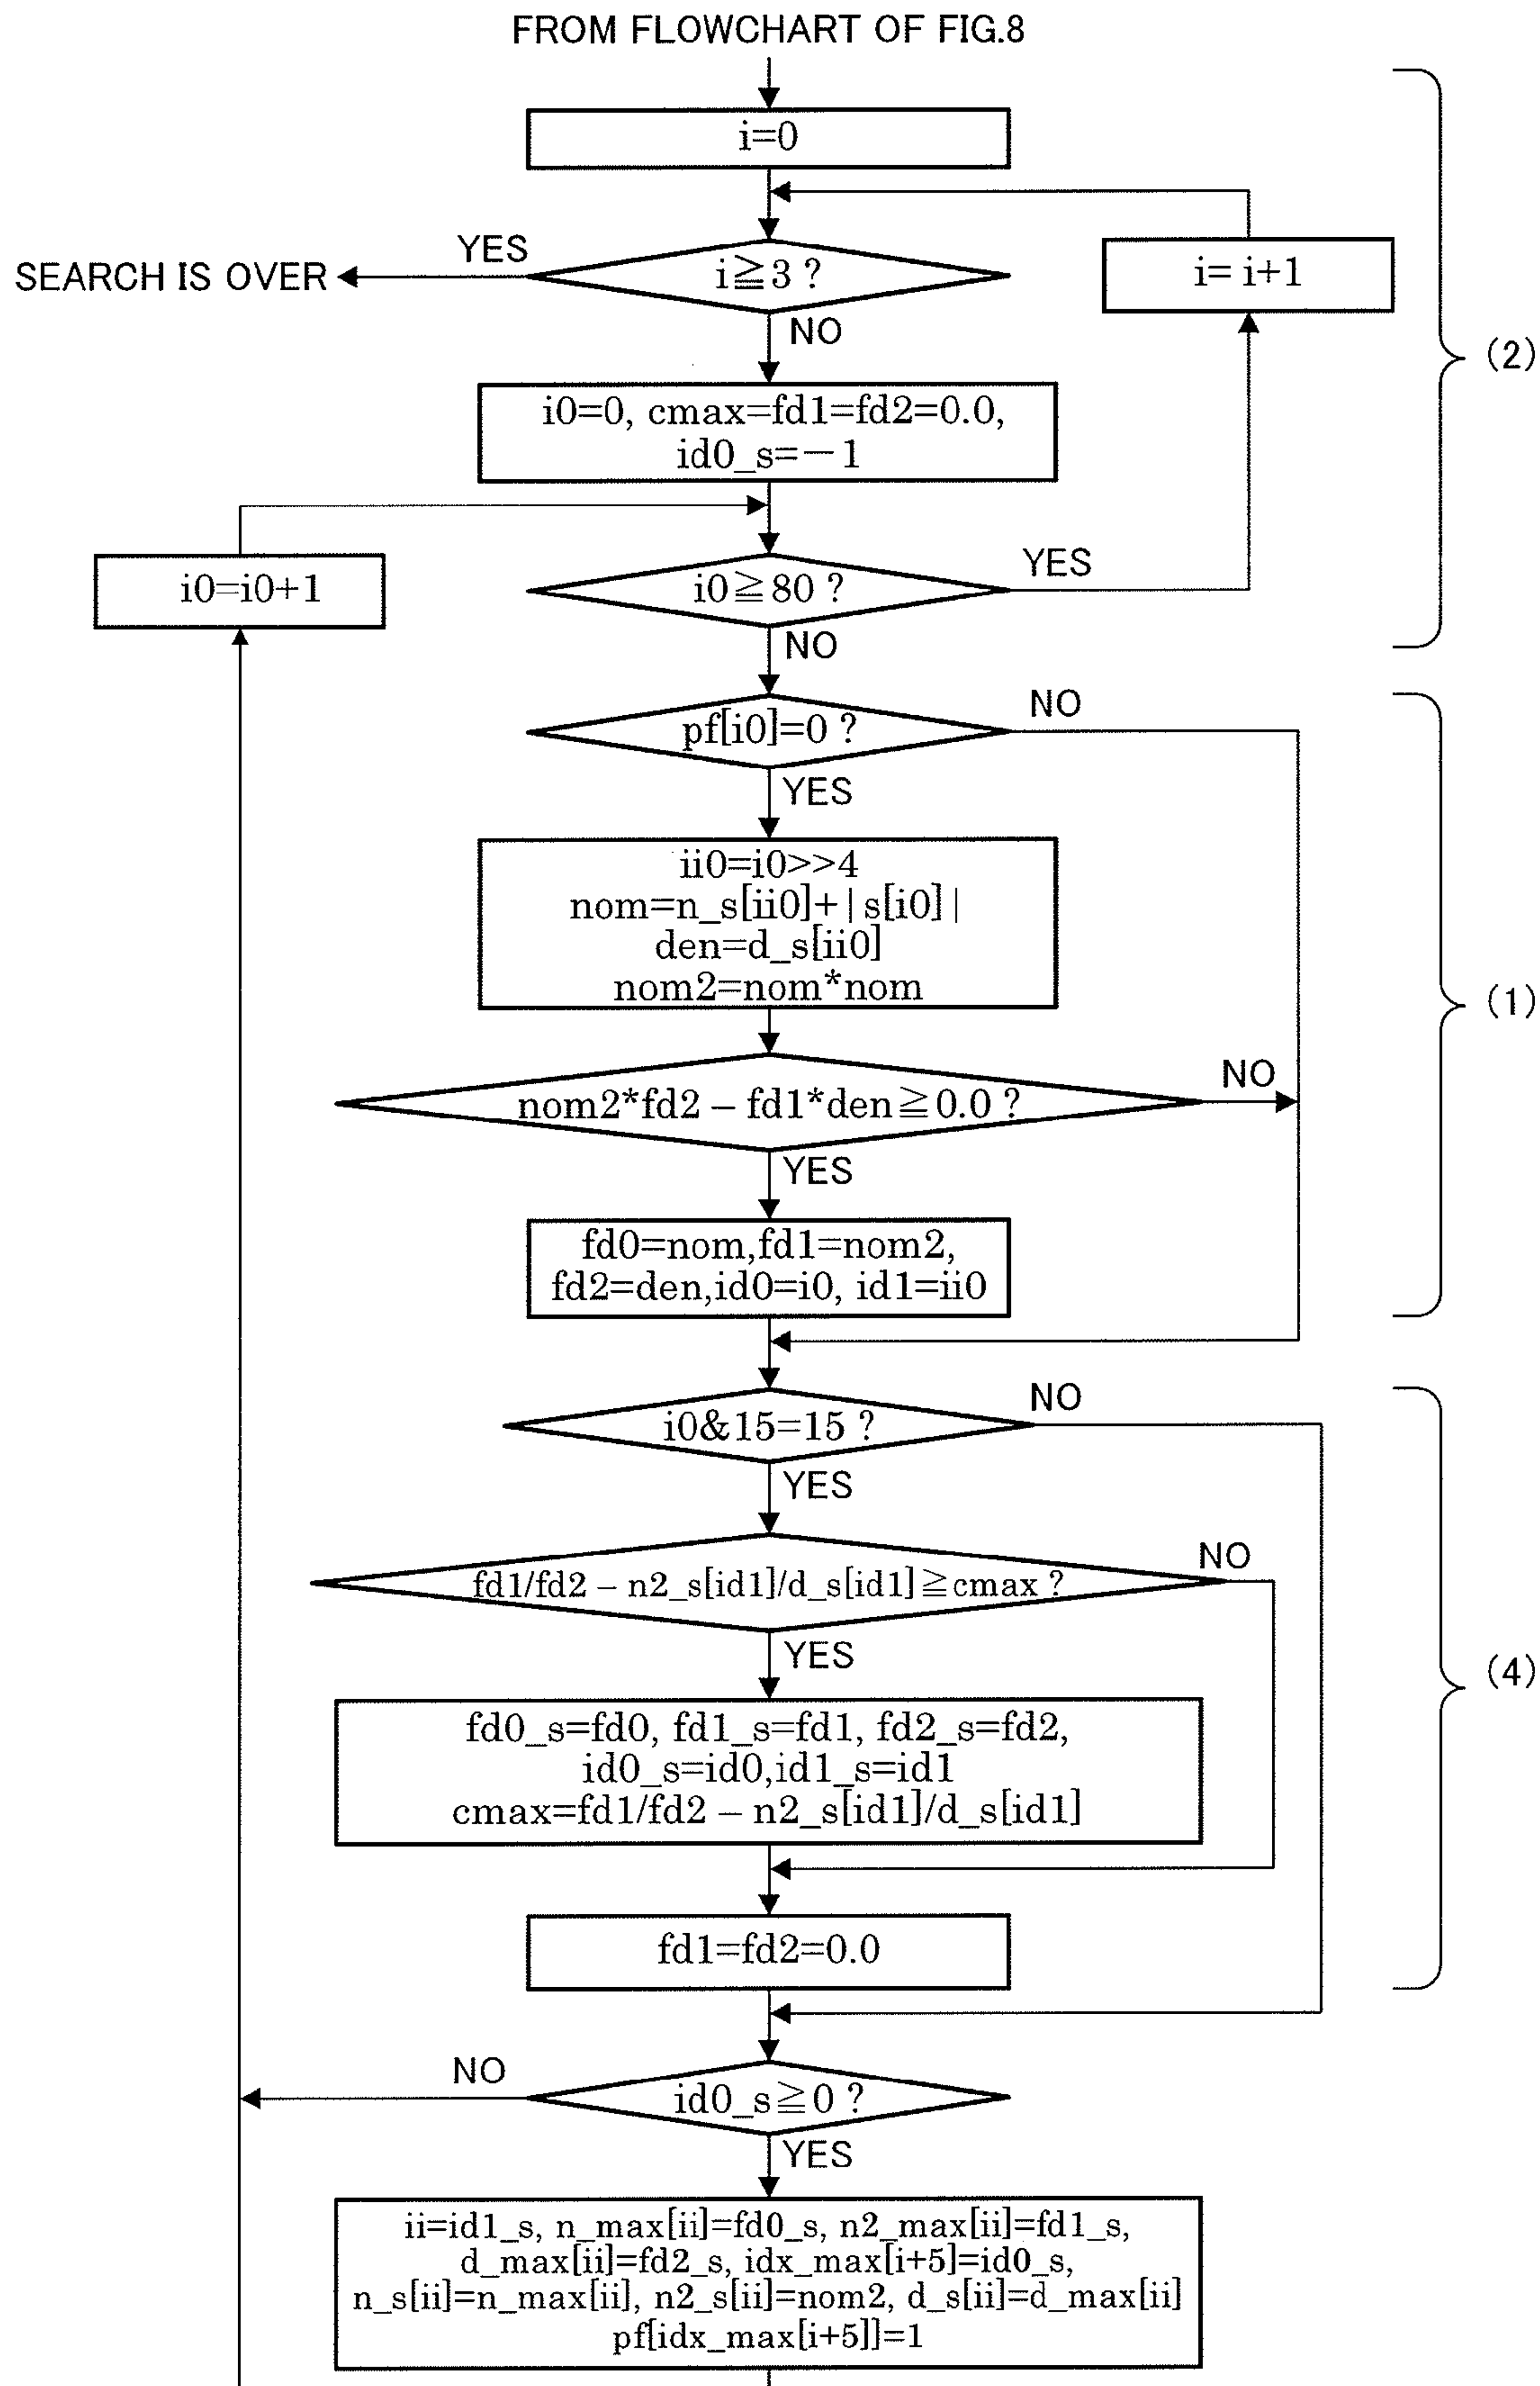 FROM FLOWCHART OF FIG.8
i=0
YES
SEARCH IS OVER
i≧3 ?
i= i+1
NO
(2)
i0=0, cmax=fd1=fd2=0.0,
id0_s=−1
i0=i0+1
i0≧80 ?
YES
NO
pf[i0]=0 ?
NO
YES
ii0=i0>>4
nom=n_s[ii0]+|s[i0]|
den=d_s[ii0]
nom2=nom*nom
(1)
nom2*fd2 – fd1*den≧0.0 ?
NO
YES
fd0=nom,fd1=nom2,
fd2=den,id0=i0, id1=ii0
i0&15=15 ?
NO
YES
fd1/fd2 – n2_s[id1]/d_s[id1]≧cmax ?
NO
YES
(4)
fd0_s=fd0, fd1_s=fd1, fd2_s=fd2,
id0_s=id0,id1_s=id1
cmax=fd1/fd2 – n2_s[id1]/d_s[id1]
fd1=fd2=0.0
NO
id0_s≧0 ?
YES
ii=id1_s, n_max[ii]=fd0_s, n2_max[ii]=fd1_s,
d_max[ii]=fd2_s, idx_max[i+5]=id0_s,
n_s[ii]=n_max[ii], n2_s[ii]=nom2, d_s[ii]=d_max[ii]
pf[idx_max[i+5]]=1